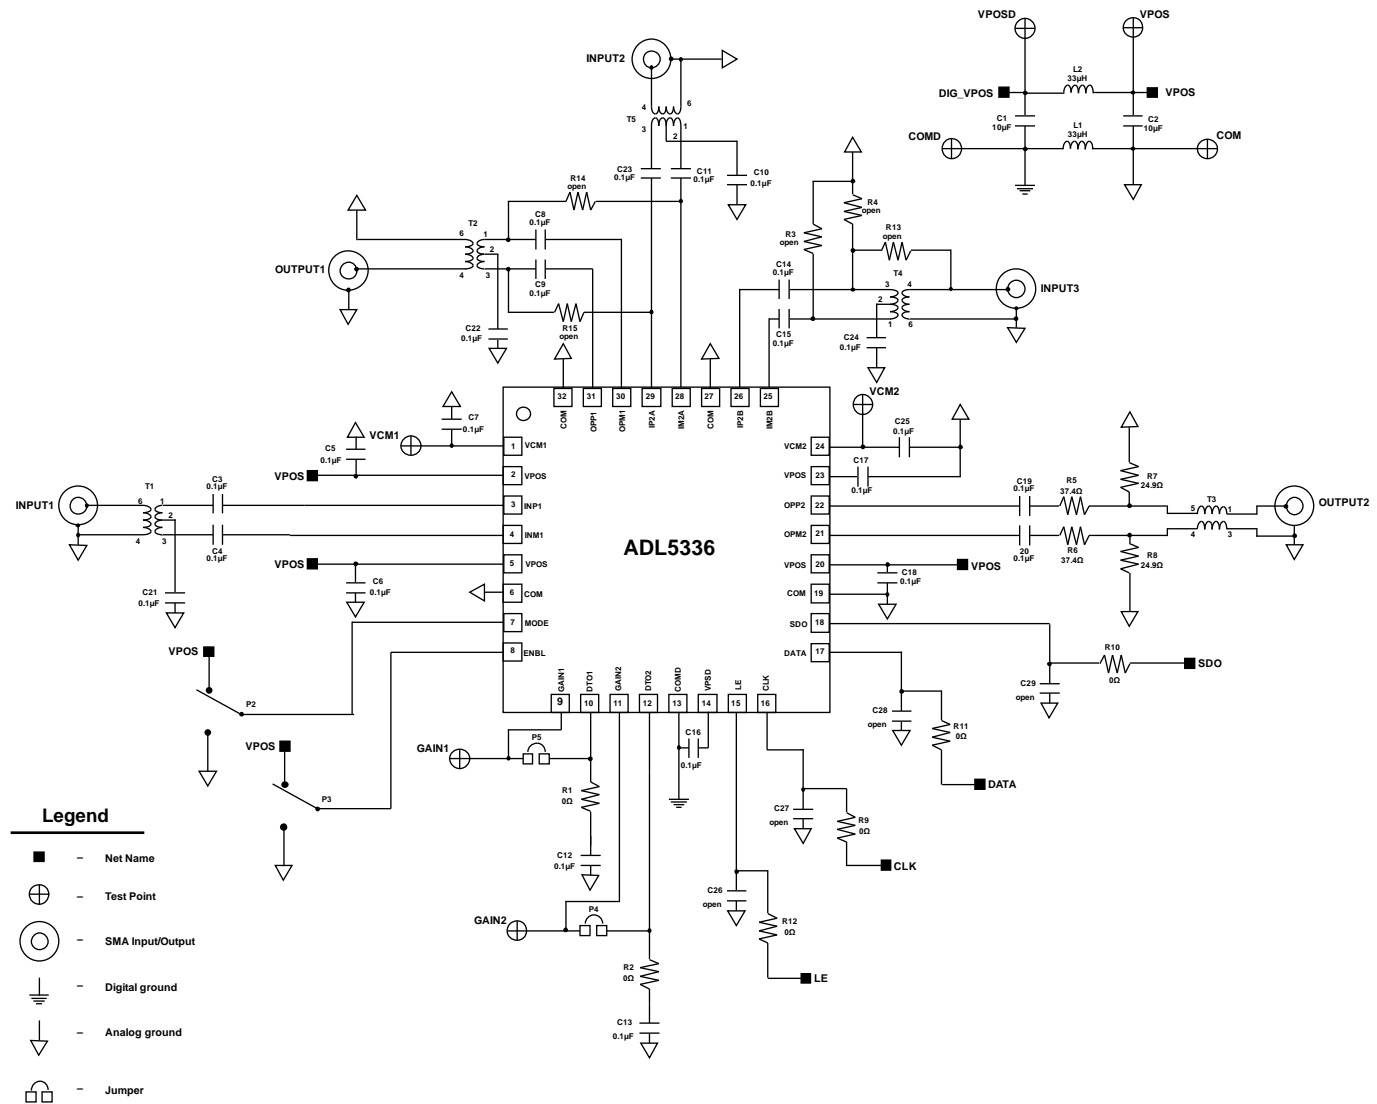 VPOSD
VPOS
DIG_VPOS
L2
33µH
VPOS
C1
10µF
C2
10µF
COMD
L1
33µH
COM
INPUT2
4
6
T5
3
2
1
C23
0.1µF
C11
0.1µF
C10
0.1µF
R14
open
C8
0.1µF
T2
6
1
2
4
3
OUTPUT1
C9
0.1µF
C22
0.1µF
R15
open
R3
open
R4
open
R13
open
C14
0.1µF
T4
3
4
2
1
6
INPUT3
C15
0.1µF
C24
0.1µF
32
31
30
29
28
27
26
25
COM
OPP1
OPM1
IP2A
IM2A
COM
IP2B
IM2B
VCM1
C7
0.1µF
C5
0.1µF
VPOS
INPUT1
T1
6
1
2
4
3
C3
0.1µF
C4
0.1µF
C21
0.1µF
VPOS
C6
0.1µF
1
VCM1
2
VPOS
3
INP1
4
INM1
5
VPOS
6
COM
7
MODE
8
ENBL
ADL5336
VCM2
24
VPOS
23
OPP2
22
OPM2
21
VPOS
20
COM
19
SDO
18
DATA
17
VCM2
C25
0.1µF
C17
0.1µF
C19
0.1µF
R5
37.4Ω
R7
24.9Ω
T3
5
1
4
3
OUTPUT2
20
0.1µF
R6
37.4Ω
R8
24.9Ω
C18
0.1µF
VPOS
R10
0Ω
SDO
C29
open
C28
open
R11
0Ω
DATA
GAIN1
DTO1
GAIN2
DTO2
COMD
VPSD
LE
CLK
9
10
11
12
13
14
15
16
VPOS
P2
VPOS
P3
GAIN1
P5
R1
0Ω
C12
0.1µF
C16
0.1µF
GAIN2
P4
R2
0Ω
C13
0.1µF
C27
open
R9
0Ω
CLK
C26
open
R12
0Ω
LE
Legend
– Net Name
– Test Point
– SMA Input/Output
– Digital ground
– Analog ground
– Jumper